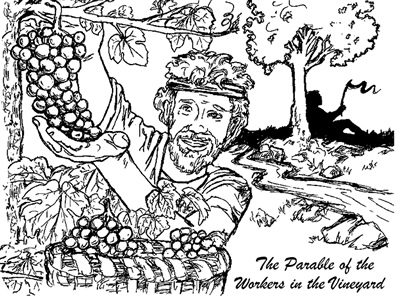 The Parable of the
Workers in the Vineyard